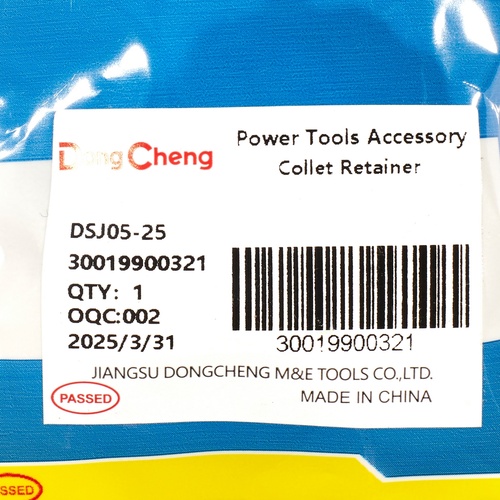 DongCheng
Power Tools Accessory
Collet Retainer
DSJ05-25
30019900321
QTY: 1
OQC:002
2025/3/31
30019900321
JIANGSU DONGCHENG M&E TOOLS CO.,LTD.
PASSED
MADE IN CHINA